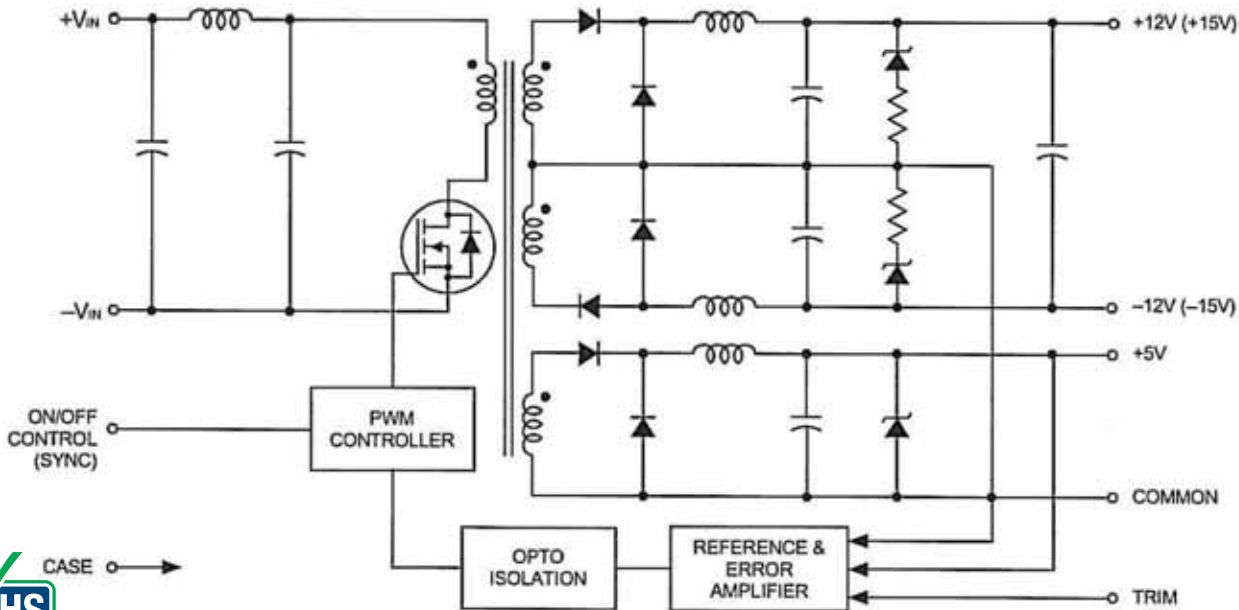 +VIN
+12V (+15V)
–VIN
–12V (–15V)
+5V
ON/OFF
CONTROL
(SYNC)
PWM
CONTROLLER
COMMON
CASE
OPTO
ISOLATION
REFERENCE &
ERROR
AMPLIFIER
TRIM